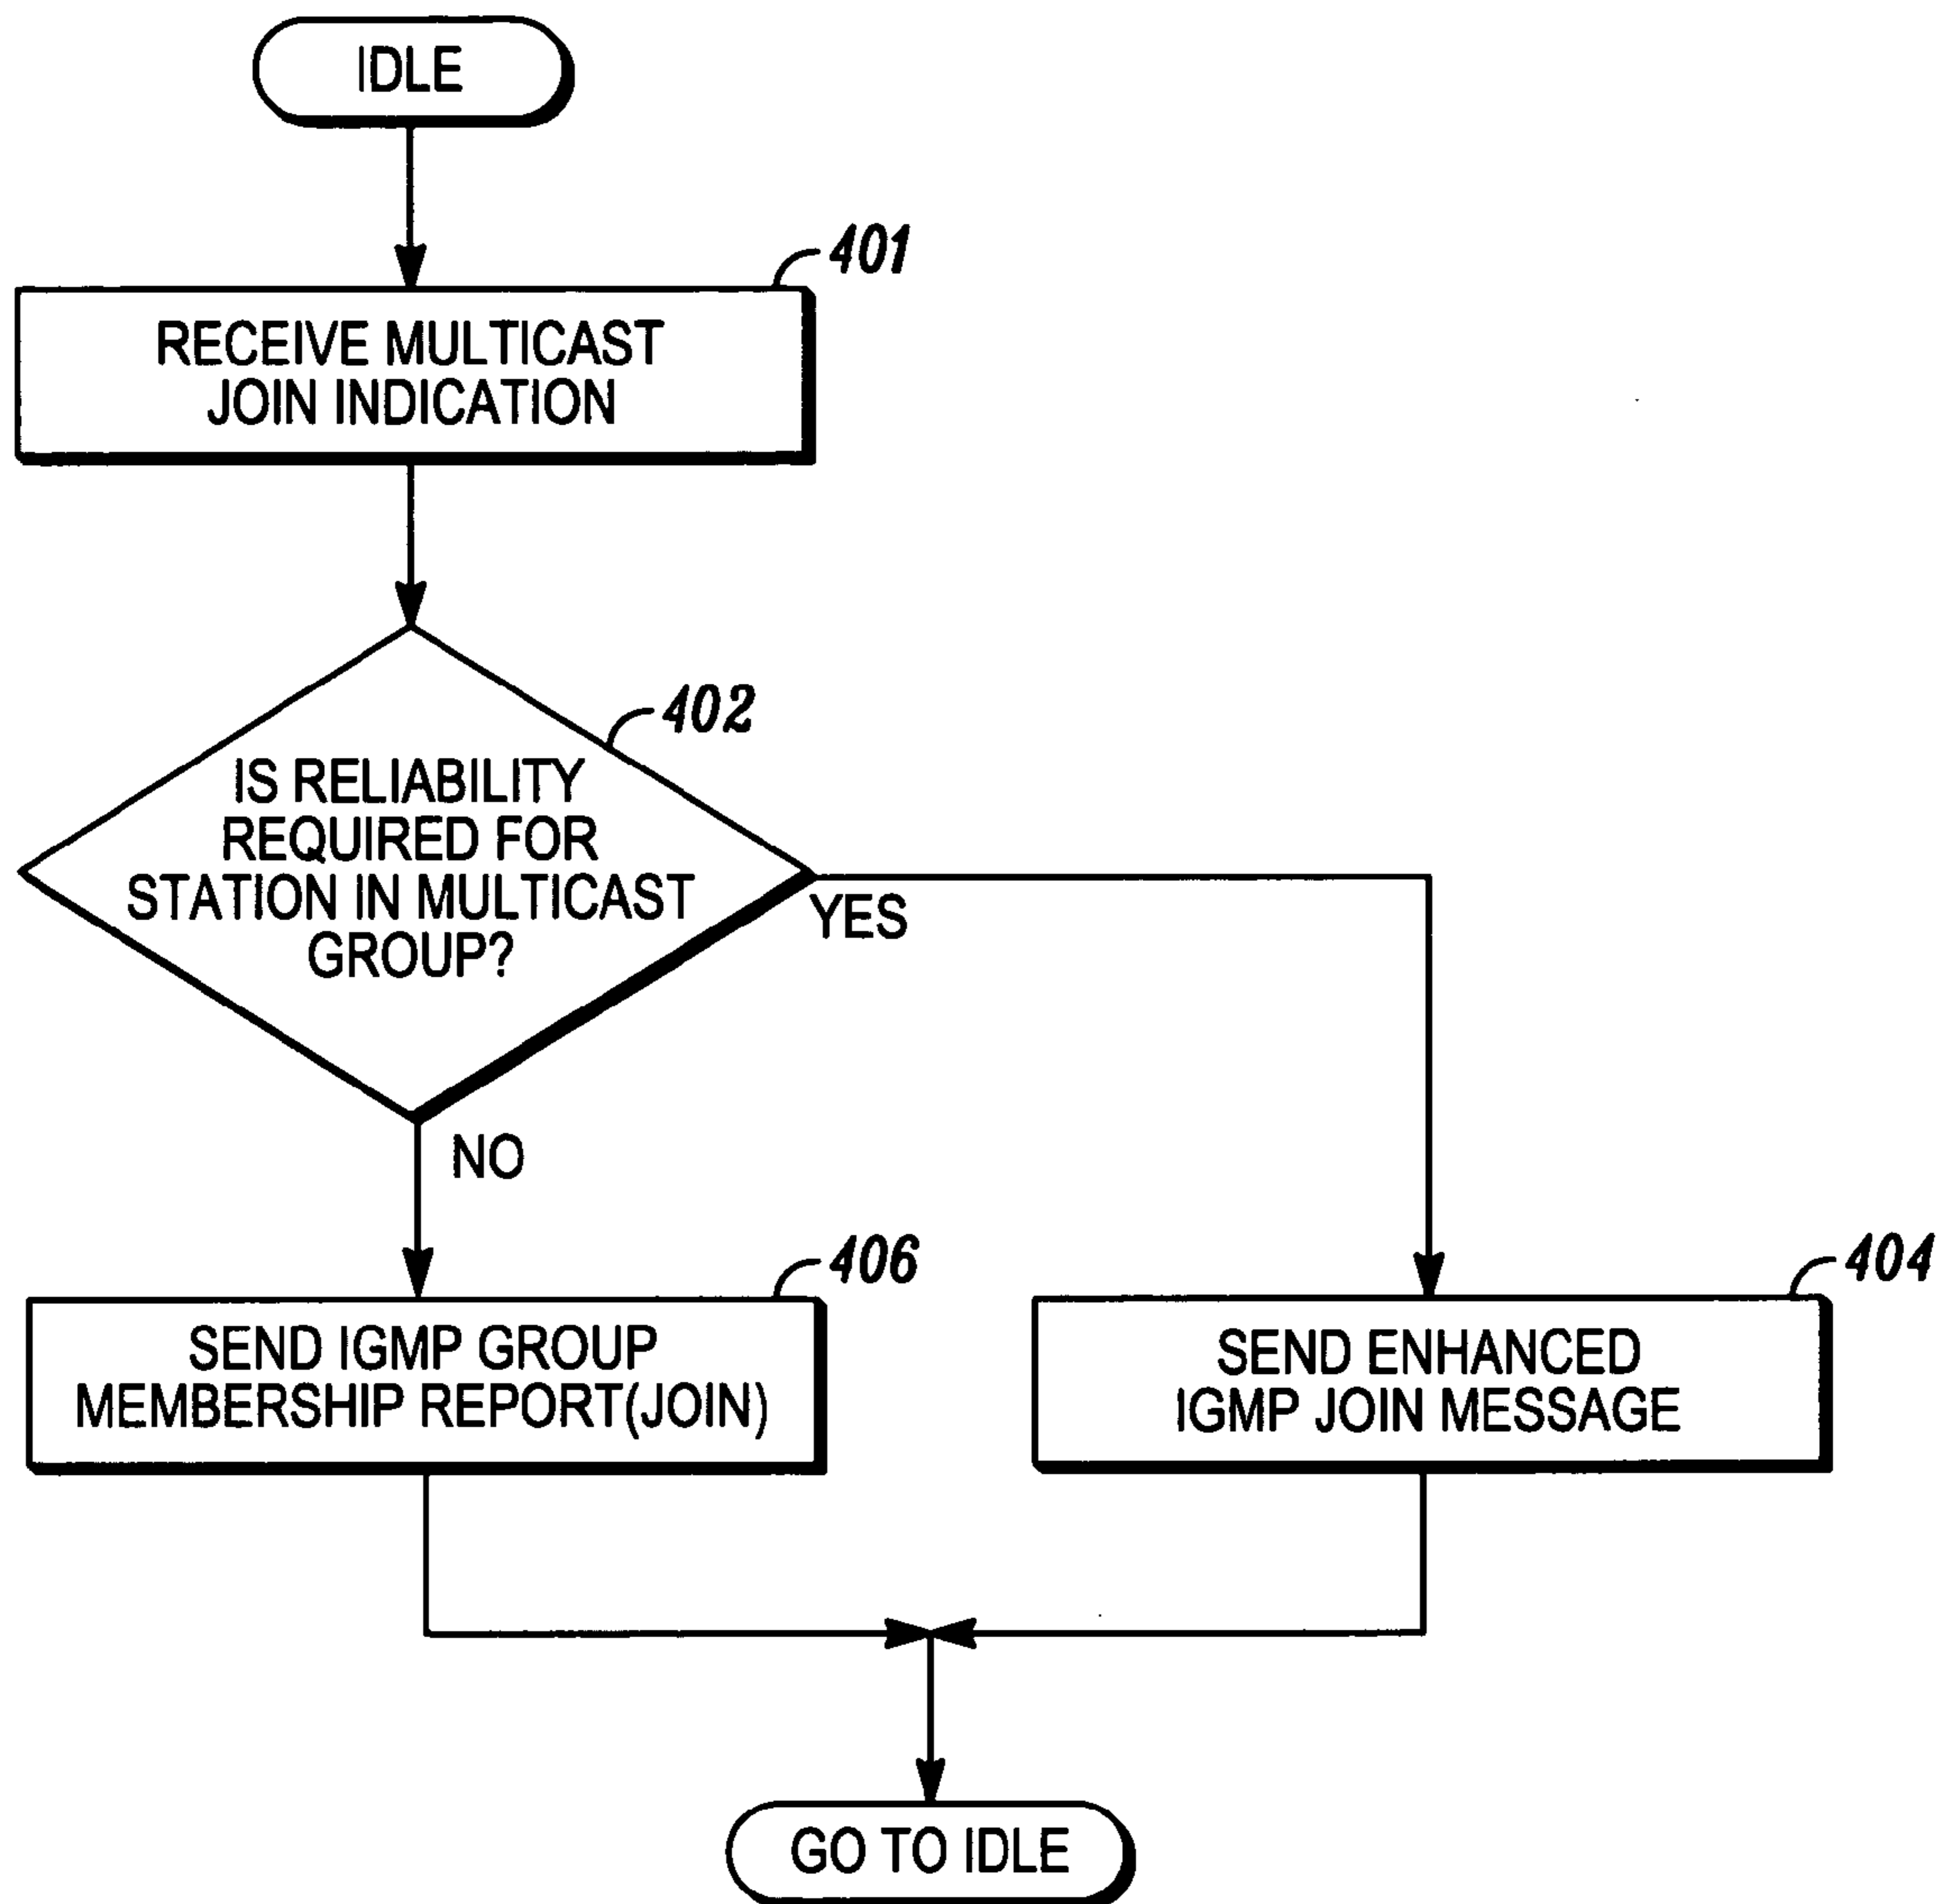 IDLE
401
RECEIVE MULTICAST
JOIN INDICATION
402
IS RELIABILITY
REQUIRED FOR
STATION IN MULTICAST
GROUP?
YES
NO
406
SEND IGMP GROUP
MEMBERSHIP REPORT(JOIN)
404
SEND ENHANCED
IGMP JOIN MESSAGE
GO TO IDLE